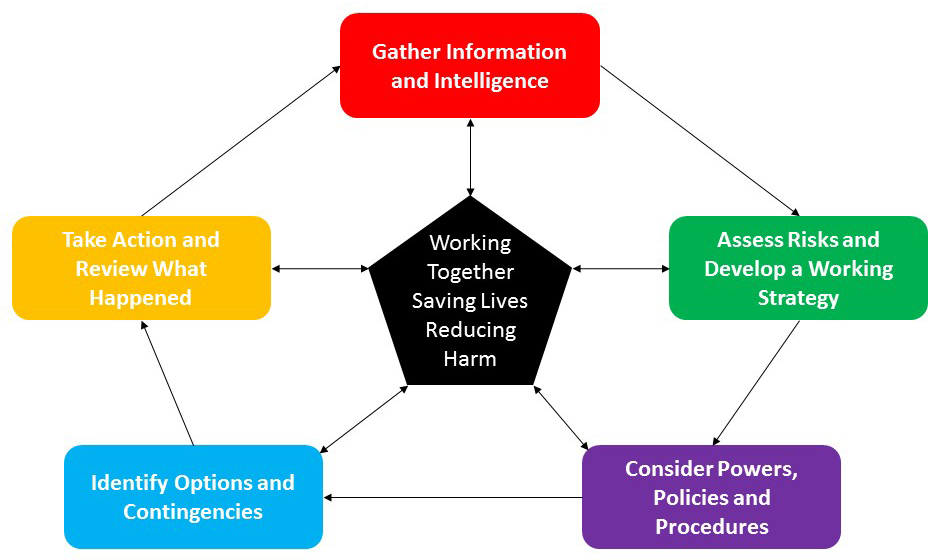 Gather Information
and Intelligence
Take Action and
Review What
Happened
Working
Together
Saving Lives
Reducing
Harm
Assess Risks and
Develop a Working
Strategy
Identify Options and
Contingencies
Consider Powers,
Policies and
Procedures